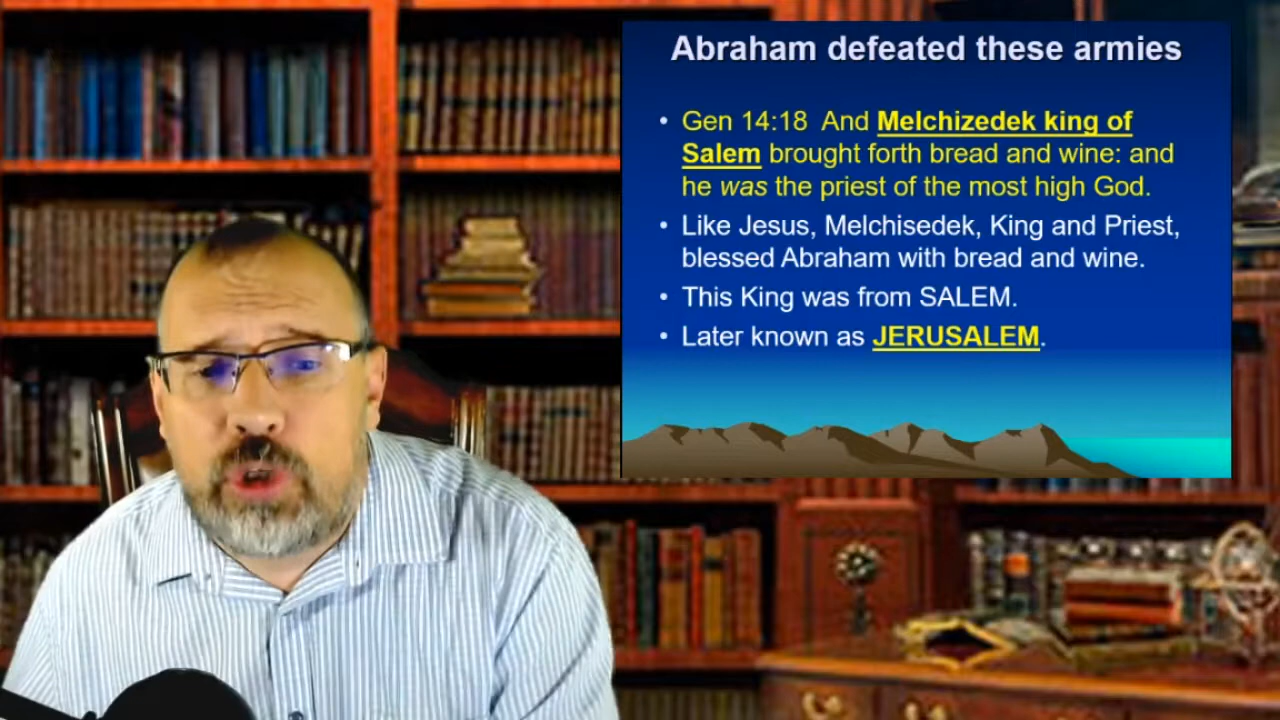 Abraham defeated these armies
• Gen 14:18 And Melchizedek king of
Salem brought forth bread and wine: and
he was the priest of the most high God.
• Like Jesus, Melchisedek, King and Priest,
blessed Abraham with bread and wine.
• This King was from SALEM.
• Later known as JERUSALEM.